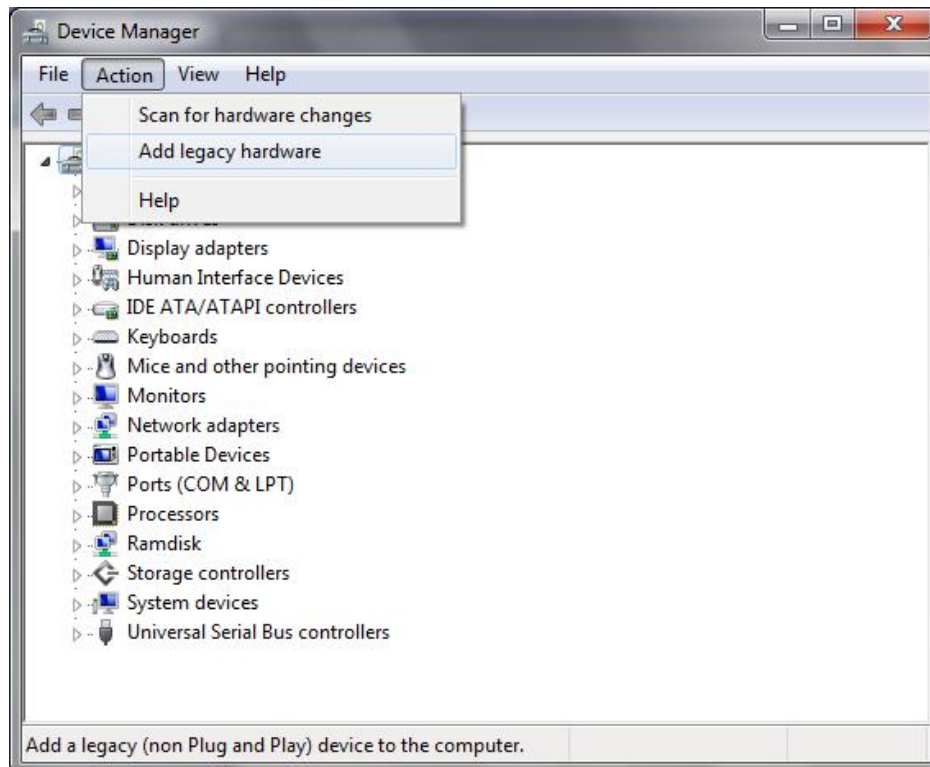 Device Manager
File Action View Help
Scan for hardware changes
Add legacy hardware
Help
Display adapters
Human Interface Devices
IDE ATA/ATAPI controllers
Keyboards
Mice and other pointing devices
Monitors
Network adapters
Portable Devices
Ports (COM & LPT)
Processors
Ramdisk
Storage controllers
System devices
Universal Serial Bus controllers
Add a legacy (non Plug and Play) device to the computer.